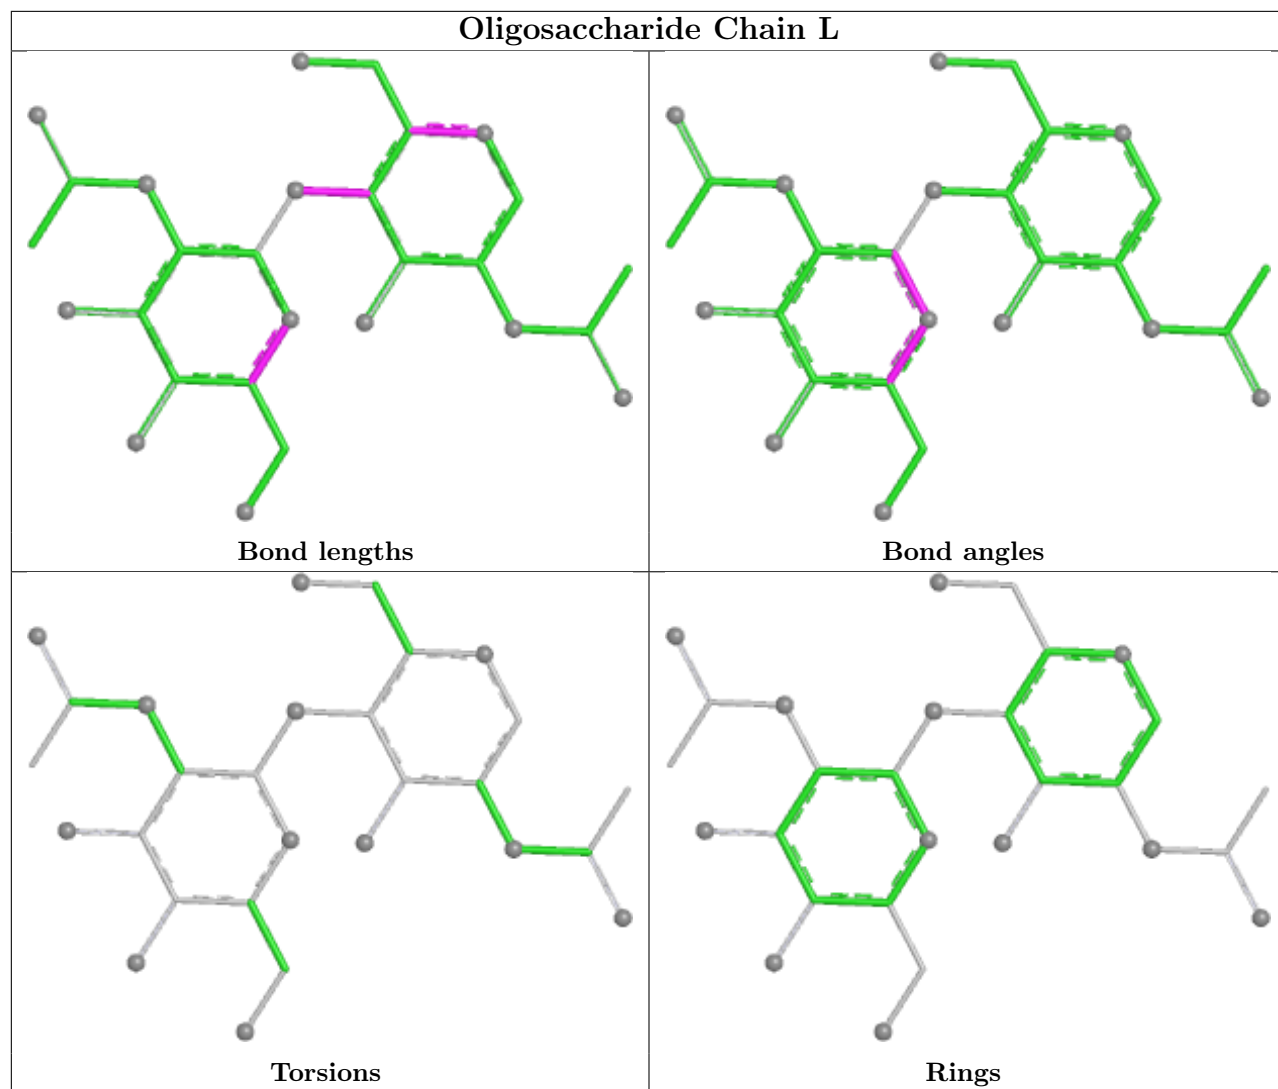 Oligosaccharide Chain L
Bond lengths
Bond angles
Torsions
Rings